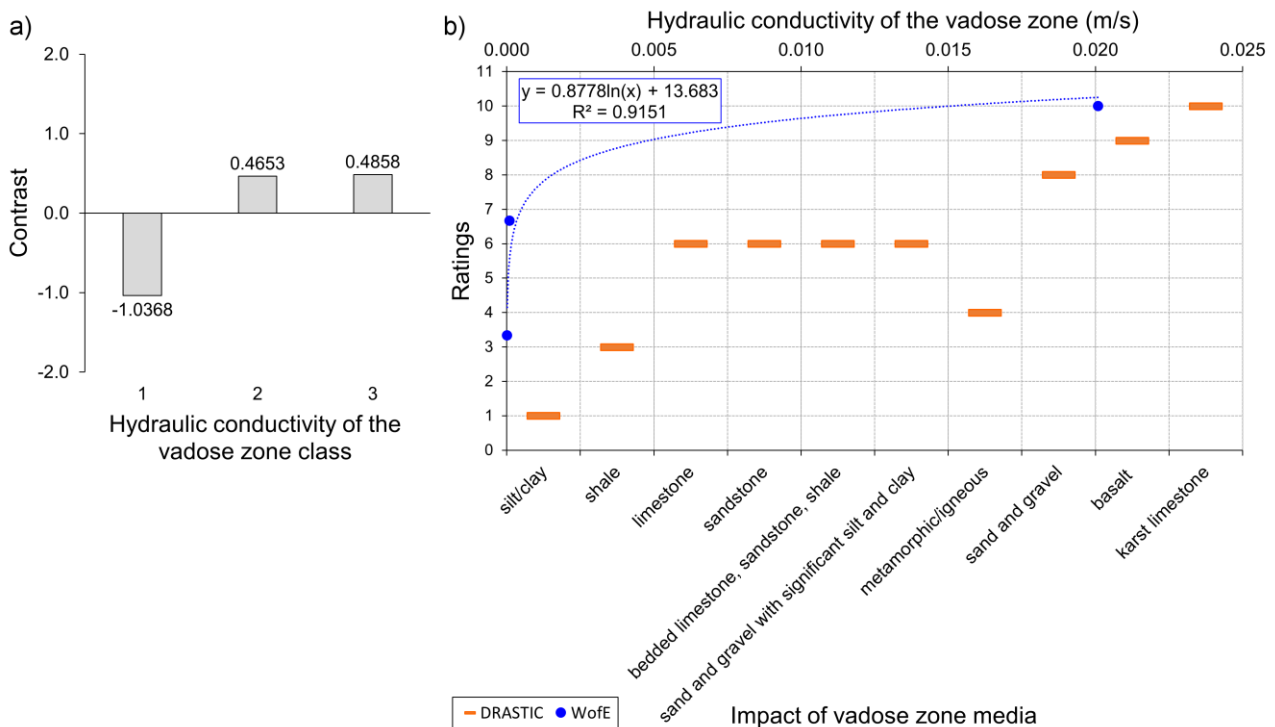 a)
2.0
1.0
0.0
-1.0
-2.0
Contrast
-1.0368
0.4653
0.4858
1
2
3
Hydraulic conductivity of the
vadose zone class
b)
Hydraulic conductivity of the vadose zone (m/s)
0.000
0.005
0.010
0.015
0.020
0.025
11
10
9
8
7
6
5
4
3
2
1
0
Ratings
y = 0.8778ln(x) + 13.683
R² = 0.9151
silt/clay
shale
limestone
sandstone
bedded limestone, sandstone, shale
sand and gravel with significant silt and clay
metamorphic/igneous
sand and gravel
basalt
karst limestone
DRASTIC
WofE
Impact of vadose zone media